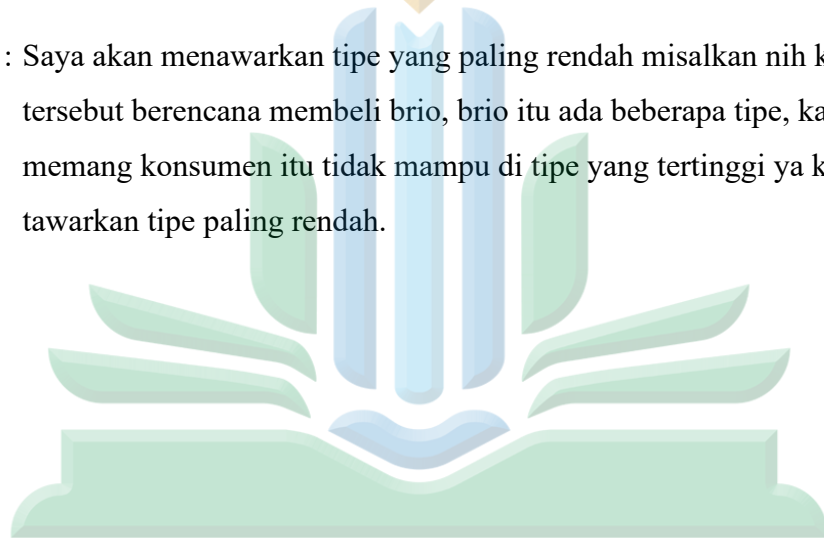 : Saya akan menawarkan tipe yang paling rendah misalkan nih
tersebut berencana membeli brio, brio itu ada beberapa tipe,
memang konsumen itu tidak mampu di tipe yang tertinggi ya
tawarkan tipe paling rendah.